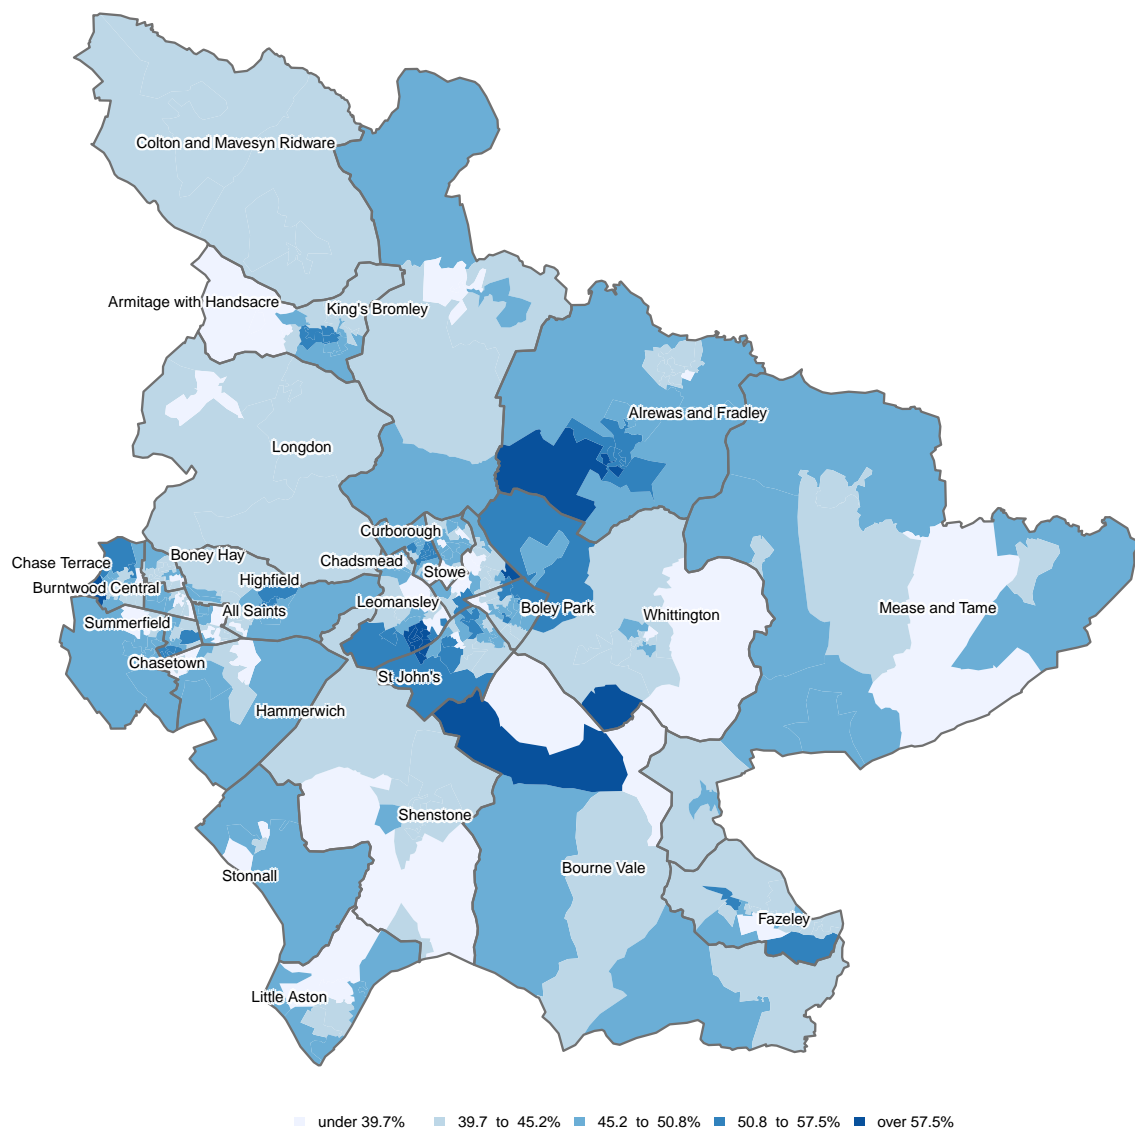 Colton and Mavesyn Ridware
Armitage with Handsacre
King's Bromley
Alrewas and Fradley
Longdon
Curborough
Boney Hay
Chase Terrace
Chadsmead
Stowe
Highfield
Burntwood Central
Leomansley
Boley Park
Mease and Tame
All Saints
Whittington
Summerfield
Chasetown
St John's
Hammerwich
Shenstone
Bourne Vale
Stonnall
Fazeley
Little Aston
under 39.7% 39.7 to 45.2% 45.2 to 50.8% 50.8 to 57.5% over 57.5%